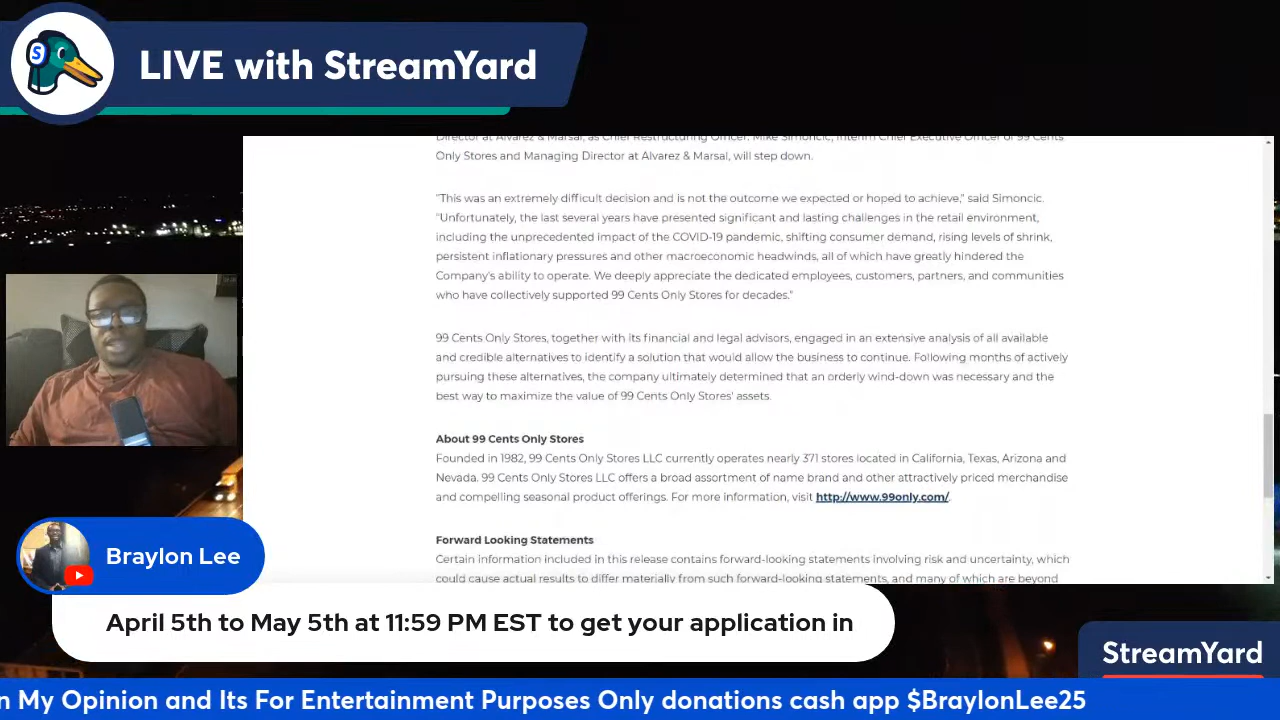 S
LIVE with StreamYard
Director at Alvarez & Marsal, as Chief Restructuring Officer. Mike Simoncic, Interim Chief Executive Officer of 99 Cents
Only Stores and Managing Director at Alvarez & Marsal, will step down.
"This was an extremely difficult decision and is not the outcome we expected or hoped to achieve," said Simoncic.
"Unfortunately, the last several years have presented significant and lasting challenges in the retail environment,
including the unprecedented impact of the COVID-19 pandemic, shifting consumer demand, rising levels of shrink,
persistent inflationary pressures and other macroeconomic headwinds, all of which have greatly hindered the
Company's ability to operate. We deeply appreciate the dedicated employees, customers, partners, and communities
who have collectively supported 99 Cents Only Stores for decades."
99 Cents Only Stores, together with its financial and legal advisors, engaged in an extensive analysis of all available
and credible alternatives to identify a solution that would allow the business to continue. Following months of actively
pursuing these alternatives, the company ultimately determined that an orderly wind-down was necessary and the
best way to maximize the value of 99 Cents Only Stores' assets.
About 99 Cents Only Stores
Founded in 1982, 99 Cents Only Stores LLC currently operates nearly 371 stores located in California, Texas, Arizona and
Nevada. 99 Cents Only Stores LLC offers a broad assortment of name brand and other attractively priced merchandise
and compelling seasonal product offerings. For more information, visit http://www.99only.com/.
Forward Looking Statements
Certain information included in this release contains forward-looking statements involving risk and uncertainty, which
could cause actual results to differ materially from such forward-looking statements, and many of which are beyond
Braylon Lee
April 5th to May 5th at 11:59 PM EST to get your application in
StreamYard
n My Opinion and Its For Entertainment Purposes Only donations cash app $BraylonLee25